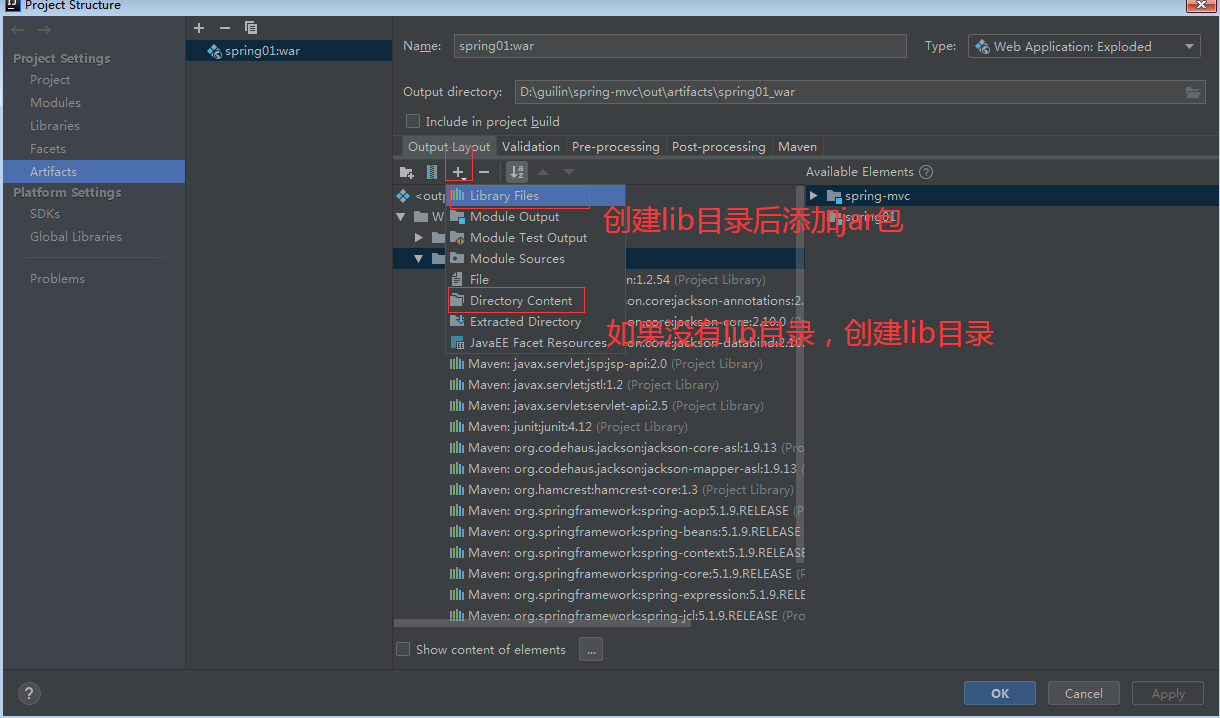 Project Structure
Project Settings
Project
Modules
Libraries
Facets
Artifacts
Platform Settings
SDKs
Global Libraries
Problems
spring01:war
Name: spring01:war
Type: Web Application: Exploded
Output directory: D:\guilin\spring-mvc\out\artifacts\spring01_war
Include in project build
Output Layout Validation Pre-processing Post-processing Maven
Available Elements ?
spring-mvc
spring01
Library Files
Module Output
Module Test Output
Module Sources
File
Directory Content
Extracted Directory
JavaEE Facet Resources
创建lib目录后添加jar包
如果没有lib目录，创建lib目录
n:1.2.54 (Project Library)
on.core:jackson-annotations:2.
on.core:jackson-core:2.10.0
on.core:jackson-databind:2.10.
Maven: javax.servlet.jsp:jsp-api:2.0 (Project Library)
Maven: javax.servlet:jstl:1.2 (Project Library)
Maven: javax.servlet:servlet-api:2.5 (Project Library)
Maven: junit:junit:4.12 (Project Library)
Maven: org.codehaus.jackson:jackson-core-asl:1.9.13 (Pro
Maven: org.codehaus.jackson:jackson-mapper-asl:1.9.13 (
Maven: org.hamcrest:hamcrest-core:1.3 (Project Library)
Maven: org.springframework:spring-aop:5.1.9.RELEASE (P
Maven: org.springframework:spring-beans:5.1.9.RELEASE
Maven: org.springframework:spring-context:5.1.9.RELEASE
Maven: org.springframework:spring-core:5.1.9.RELEASE (P
Maven: org.springframework:spring-expression:5.1.9.RELE
Maven: org.springframework:spring-jcl:5.1.9.RELEASE (Pro
Show content of elements ...
? OK Cancel Apply